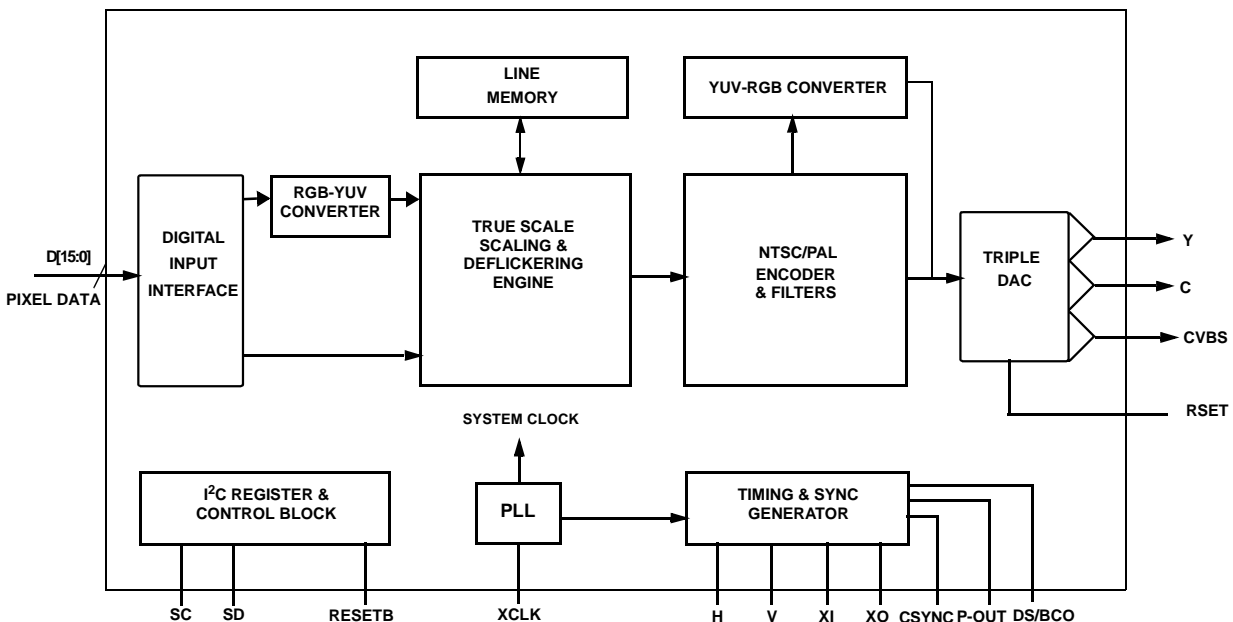 LINE
MEMORY
YUV-RGB CONVERTER
RGB-YUV
CONVERTER
DIGITAL
INPUT
INTERFACE
TRUE SCALE
SCALING &
DEFLICKERING
ENGINE
NTSC/PAL
ENCODER
& FILTERS
TRIPLE
DAC
D[15:0]
PIXEL DATA
Y
C
CVBS
RSET
SYSTEM CLOCK
I²C REGISTER &
CONTROL BLOCK
PLL
TIMING & SYNC
GENERATOR
SC SD RESETB XCLK H V XI XO CSYNC P-OUT DS/BCO